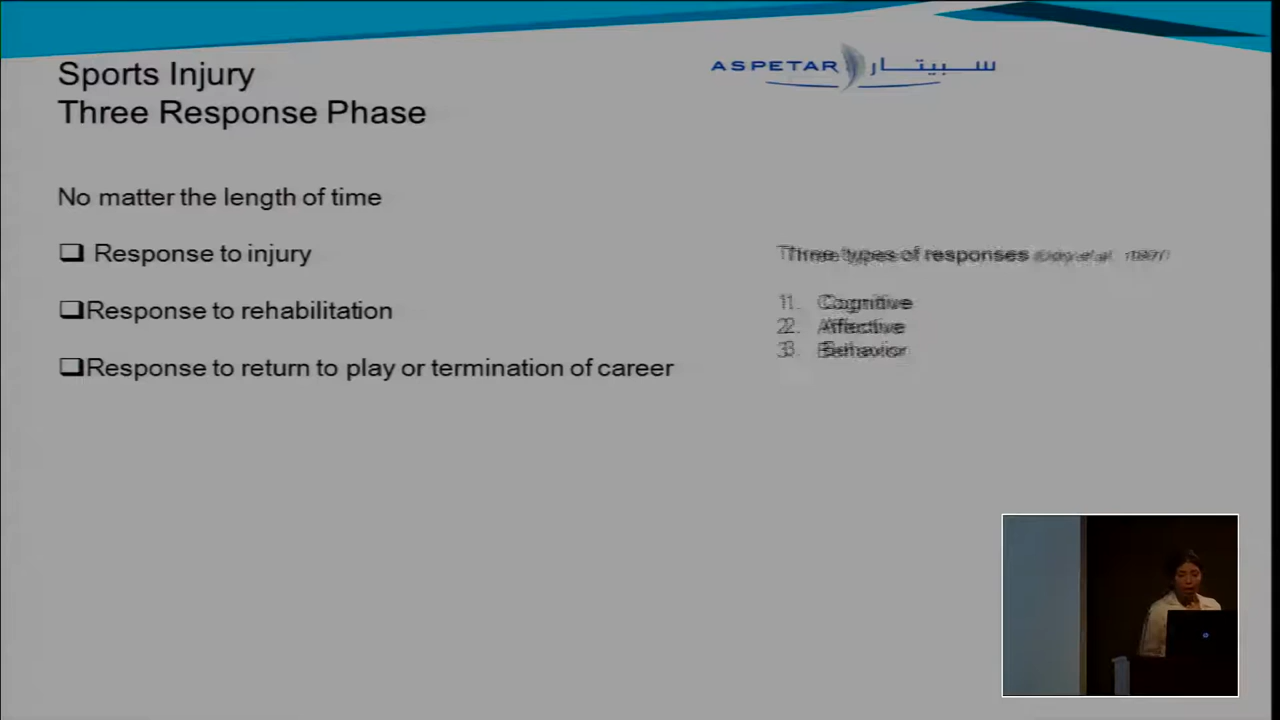 Sports Injury
Three Response Phase
ASPETAR سبيتار
No matter the length of time
Response to injury
Response to rehabilitation
Response to return to play or termination of career
Three types of responses
1. Cognitive
2. Affective
3. Behavior